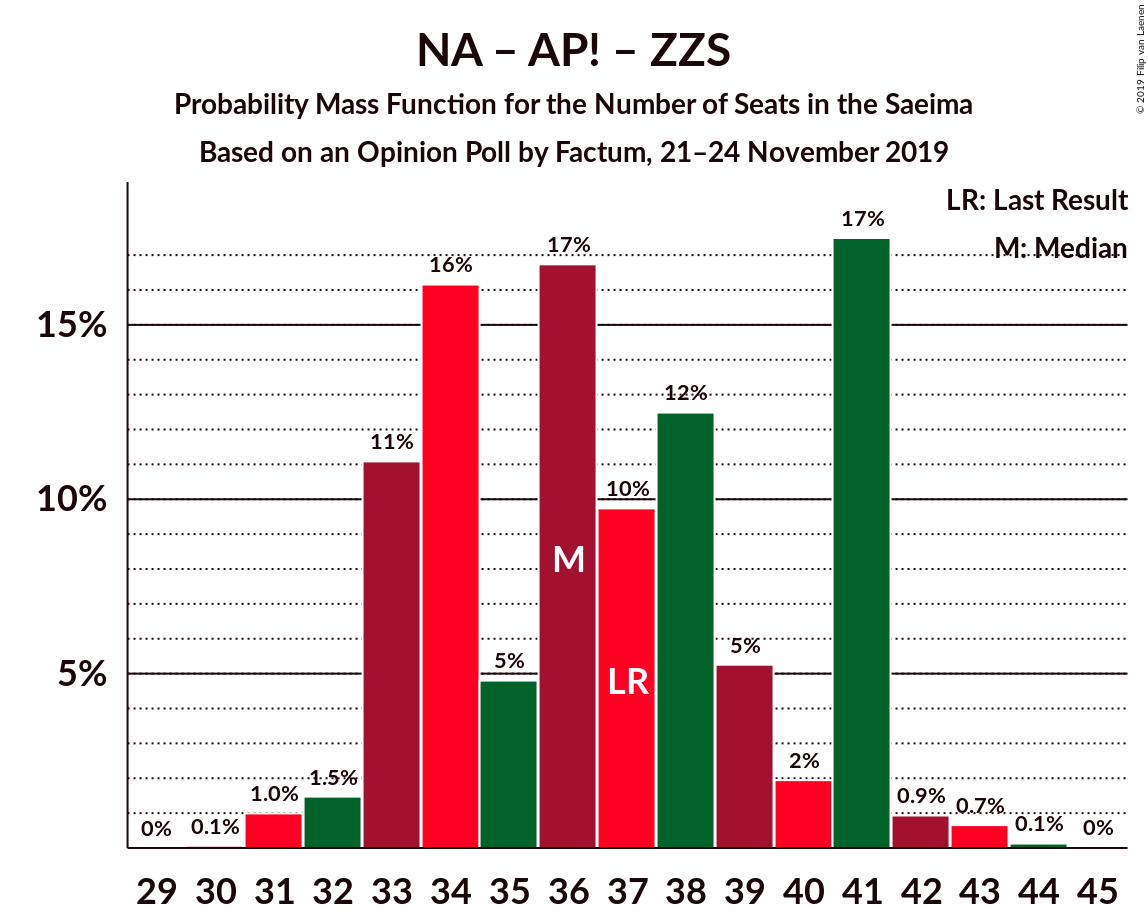 NA – AP! – ZZS
Probability Mass Function for the Number of Seats in the Saeima
Based on an Opinion Poll by Factum, 21–24 November 2019
© 2019 Filip van Laenen
LR: Last Result
M: Median
15%
10%
5%
0%
0.1%
1.0%
1.5%
11%
16%
5%
17%
10%
12%
5%
2%
17%
0.9%
0.7%
0.1%
0%
M
LR
29 30 31 32 33 34 35 36 37 38 39 40 41 42 43 44 45